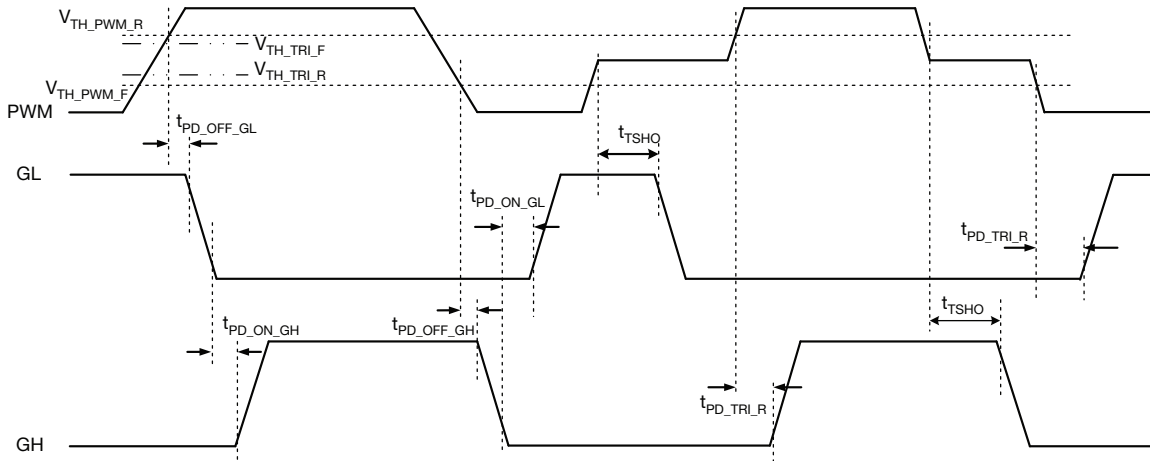 V_TH_PWM_R
V_TH_TRI_F
V_TH_TRI_R
V_TH_PWM_F
PWM
t_PD_OFF_GL
t_TSHO
GL
t_PD_ON_GL
t_PD_TRI_R
t_TSHO
t_PD_ON_GH
t_PD_OFF_GH
t_PD_TRI_R
GH